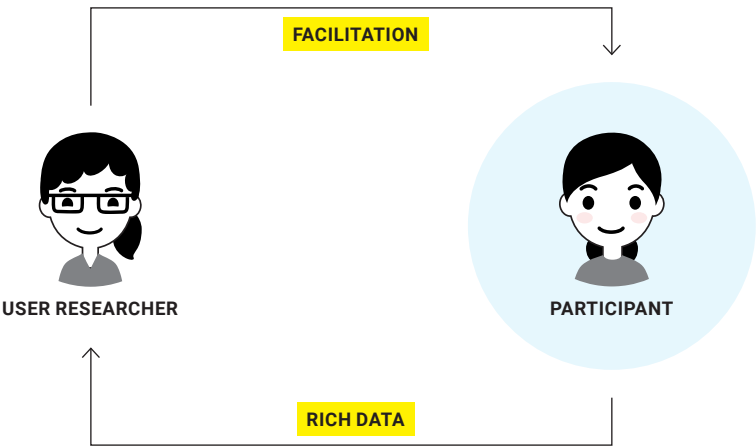 FACILITATION
USER RESEARCHER
PARTICIPANT
RICH DATA